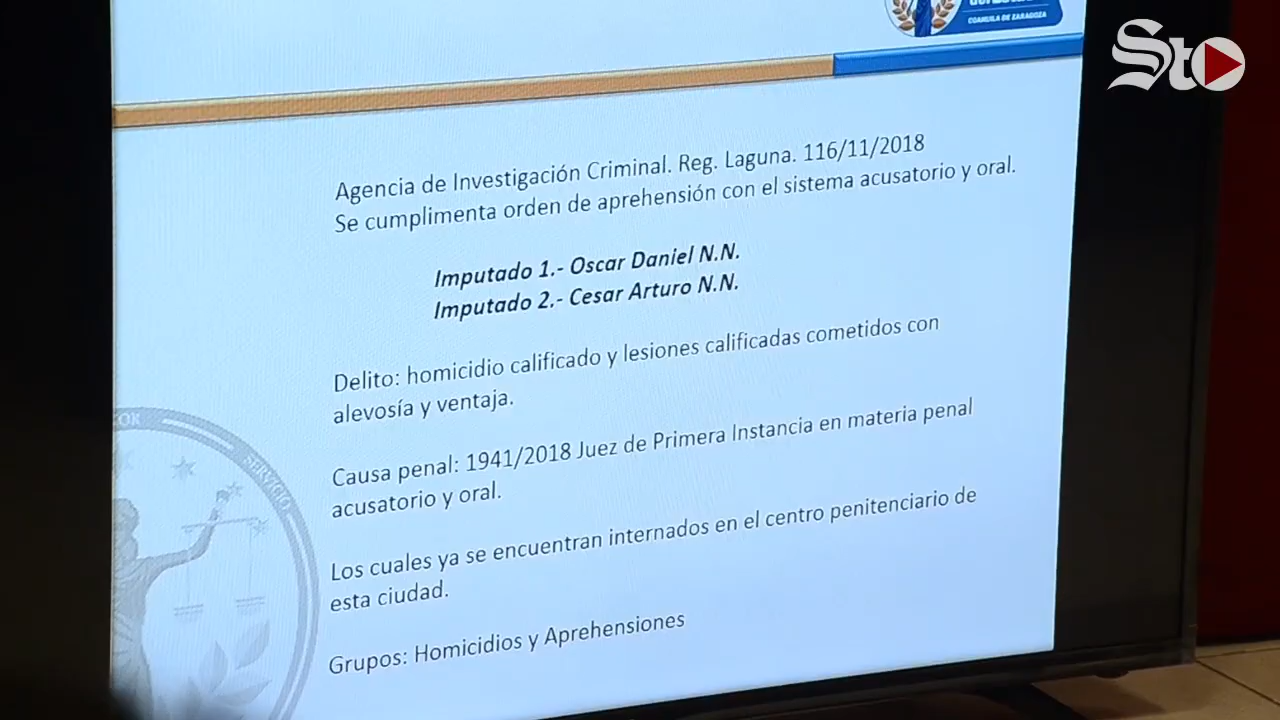 COAHUILA DE ZARAGOZA
Sto
Agencia de Investigación Criminal. Reg. Laguna. 116/11/2018
Se cumplimenta orden de aprehensión con el sistema acusatorio y oral.
Imputado 1.- Oscar Daniel N.N.
Imputado 2.- Cesar Arturo N.N.
Delito: homicidio calificado y lesiones calificadas cometidos con
alevosía y ventaja.
Causa penal: 1941/2018 Juez de Primera Instancia en materia penal
acusatorio y oral.
Los cuales ya se encuentran internados en el centro penitenciario de
esta ciudad.
Grupos: Homicidios y Aprehensiones
SERVICIO